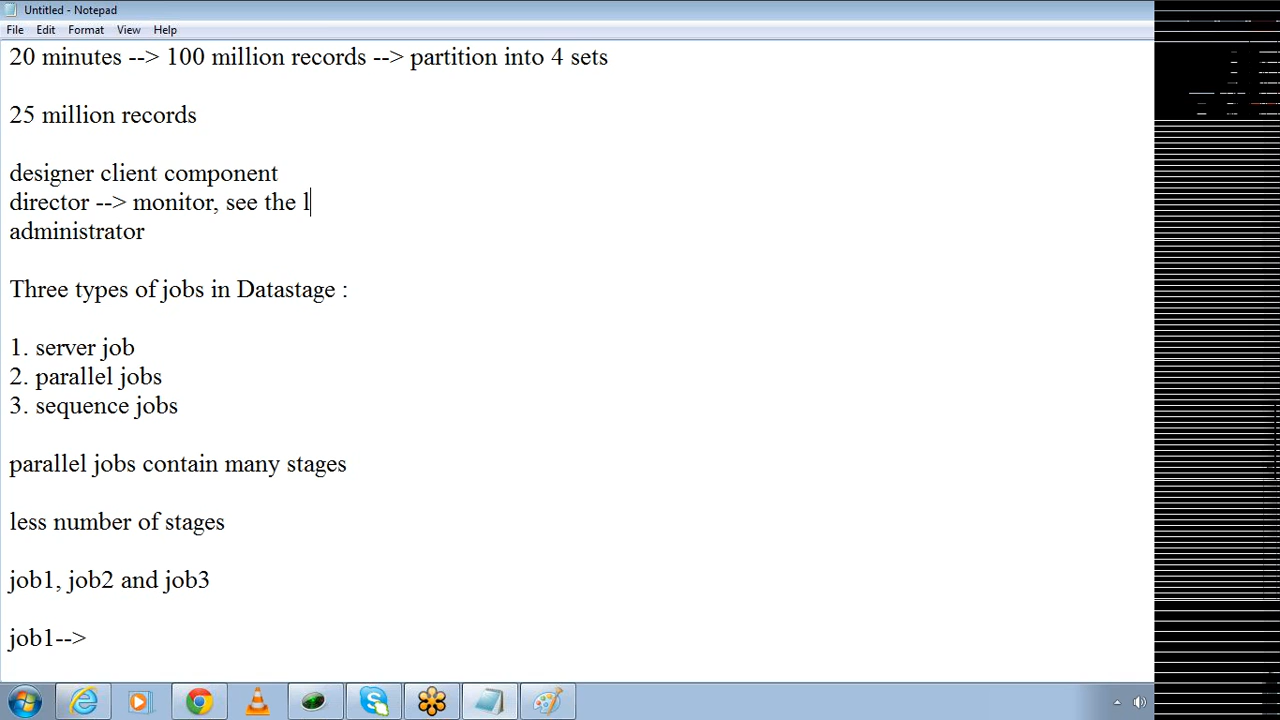 Untitled - Notepad
File Edit Format View Help
20 minutes --> 100 million records --> partition into 4 sets
25 million records
designer client component
director --> monitor, see the l
administrator
Three types of jobs in Datastage :
1. server job
2. parallel jobs
3. sequence jobs
parallel jobs contain many stages
less number of stages
job1, job2 and job3
job1-->